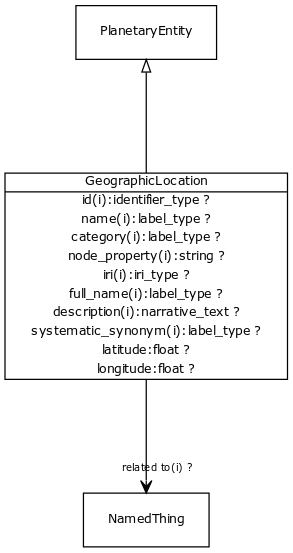 PlanetaryEntity
GeographicLocation
id(i):identifier_type ?
name(i):label_type ?
category(i):label_type ?
node_property(i):string ?
iri(i):iri_type ?
full_name(i):label_type ?
description(i):narrative_text ?
systematic_synonym(i):label_type ?
latitude:float ?
longitude:float ?
related to(i) ?
NamedThing